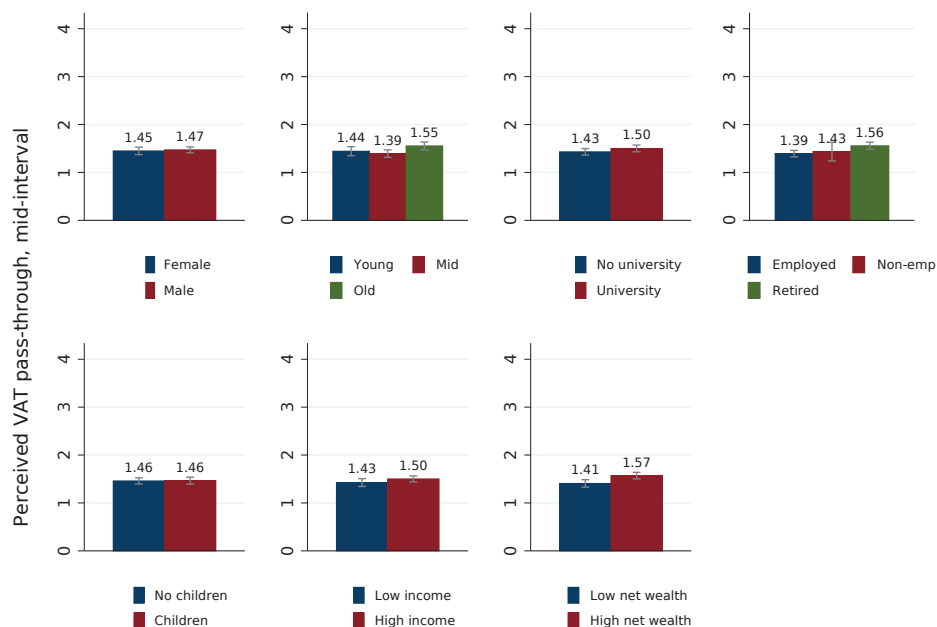 Perceived VAT pass-through, mid-interval
4
3
2
1
0
1.45 1.47
Female
Male
4
3
2
1
0
1.44 1.39 1.55
Young Mid
Old
4
3
2
1
0
1.43 1.50
No university
University
4
3
2
1
0
1.39 1.43 1.56
Employed Non-emp
Retired
4
3
2
1
0
1.46 1.46
No children
Children
4
3
2
1
0
1.43 1.50
Low income
High income
4
3
2
1
0
1.41 1.57
Low net wealth
High net wealth